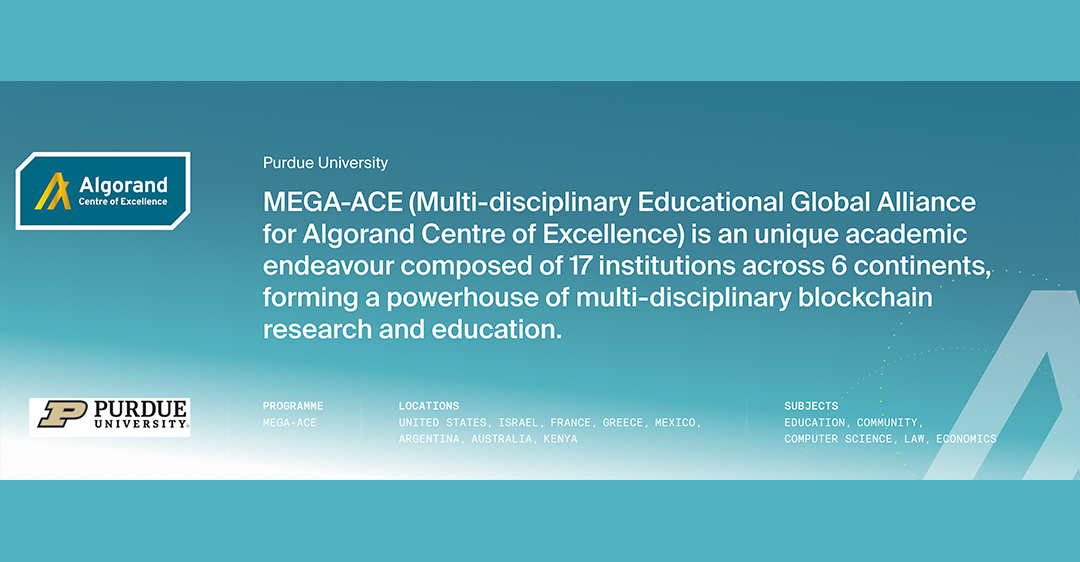 Algorand
Centre of Excellence
Purdue University
MEGA-ACE (Multi-disciplinary Educational Global Alliance
for Algorand Centre of Excellence) is an unique academic
endeavour composed of 17 institutions across 6 continents,
forming a powerhouse of multi-disciplinary blockchain
research and education.
P PURDUE
UNIVERSITY®
PROGRAMME
MEGA-ACE
LOCATIONS
UNITED STATES, ISRAEL, FRANCE, GREECE, MEXICO,
ARGENTINA, AUSTRALIA, KENYA
SUBJECTS
EDUCATION, COMMUNITY,
COMPUTER SCIENCE, LAW, ECONOMICS